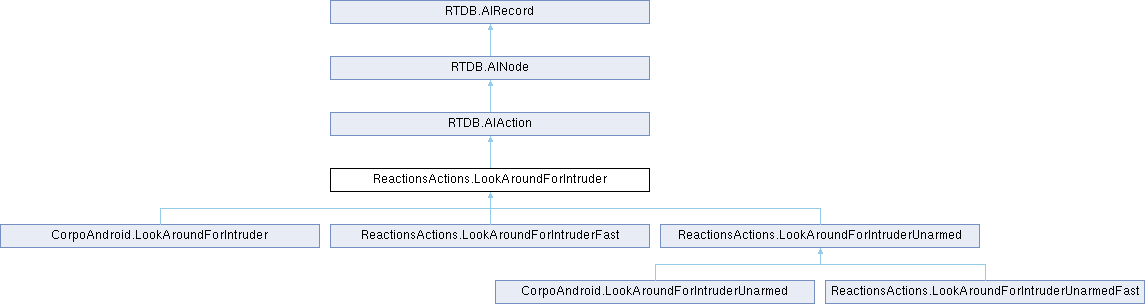 RTDB.AIRecord
RTDB.AINode
RTDB.AIAction
ReactionsActions.LookAroundForIntruder
CorpoAndroid.LookAroundForIntruder
ReactionsActions.LookAroundForIntruderFast
ReactionsActions.LookAroundForIntruderUnarmed
CorpoAndroid.LookAroundForIntruderUnarmed
ReactionsActions.LookAroundForIntruderUnarmedFast